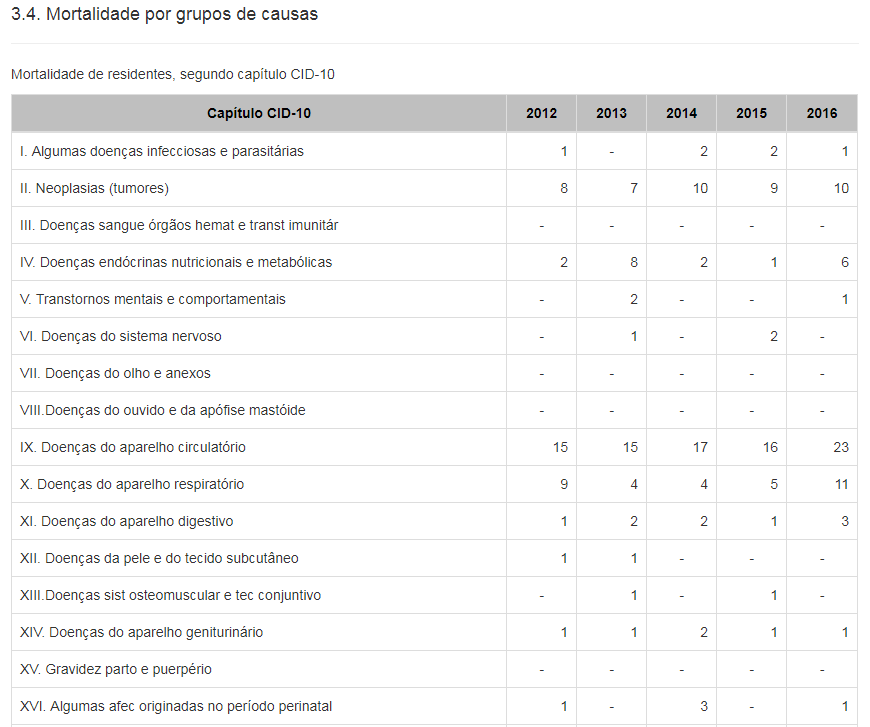 3.4. Mortalidade por grupos de causas
Mortalidade de residentes, segundo capítulo CID-10
Capítulo CID-10 2012 2013 2014 2015 2016
I. Algumas doenças infecciosas e parasitárias 1 - 2 2 1
II. Neoplasias (tumores) 8 7 10 9 10
III. Doenças sangue órgãos hemat e transt imunitár - - - - -
IV. Doenças endócrinas nutricionais e metabólicas 2 8 2 1 6
V. Transtornos mentais e comportamentais - 2 - - 1
VI. Doenças do sistema nervoso - 1 - 2 -
VII. Doenças do olho e anexos - - - - -
VIII.Doenças do ouvido e da apófise mastóide - - - - -
IX. Doenças do aparelho circulatório 15 15 17 16 23
X. Doenças do aparelho respiratório 9 4 4 5 11
XI. Doenças do aparelho digestivo 1 2 2 1 3
XII. Doenças da pele e do tecido subcutâneo 1 1 - - -
XIII.Doenças sist osteomuscular e tec conjuntivo - 1 - 1 -
XIV. Doenças do aparelho geniturinário 1 1 2 1 1
XV. Gravidez parto e puerpério - - - - -
XVI. Algumas afec originadas no período perinatal 1 - 3 - 1